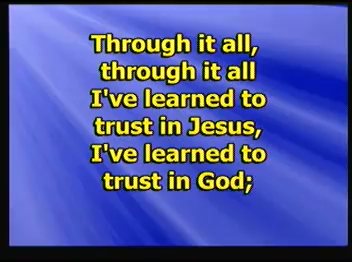 Through it all,
through it all
I've learned to
trust in Jesus,
I've learned to
trust in God;